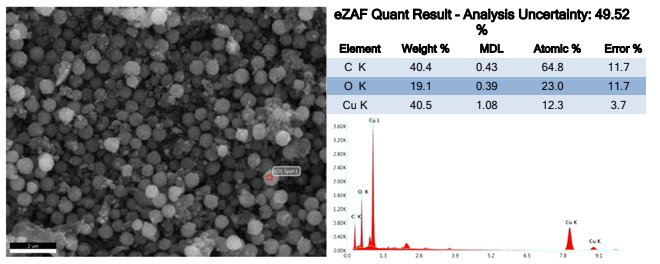 eZAF Quant Result - Analysis Uncertainty: 49.52
%
Element Weight % MDL Atomic % Error %
C K 40.4 0.43 64.8 11.7
O K 19.1 0.39 23.0 11.7
Cu K 40.5 1.08 12.3 3.7
EDS Spot 1
2 um
Cu L
3.60K
3.20K
2.80K
2.40K
2.00K
1.60K
O K
1.20K
C K
0.80K
Cu K
0.40K
Cu K
0.00K
0.0 1.3 2.6 3.9 5.2 6.5 7.8 9.1